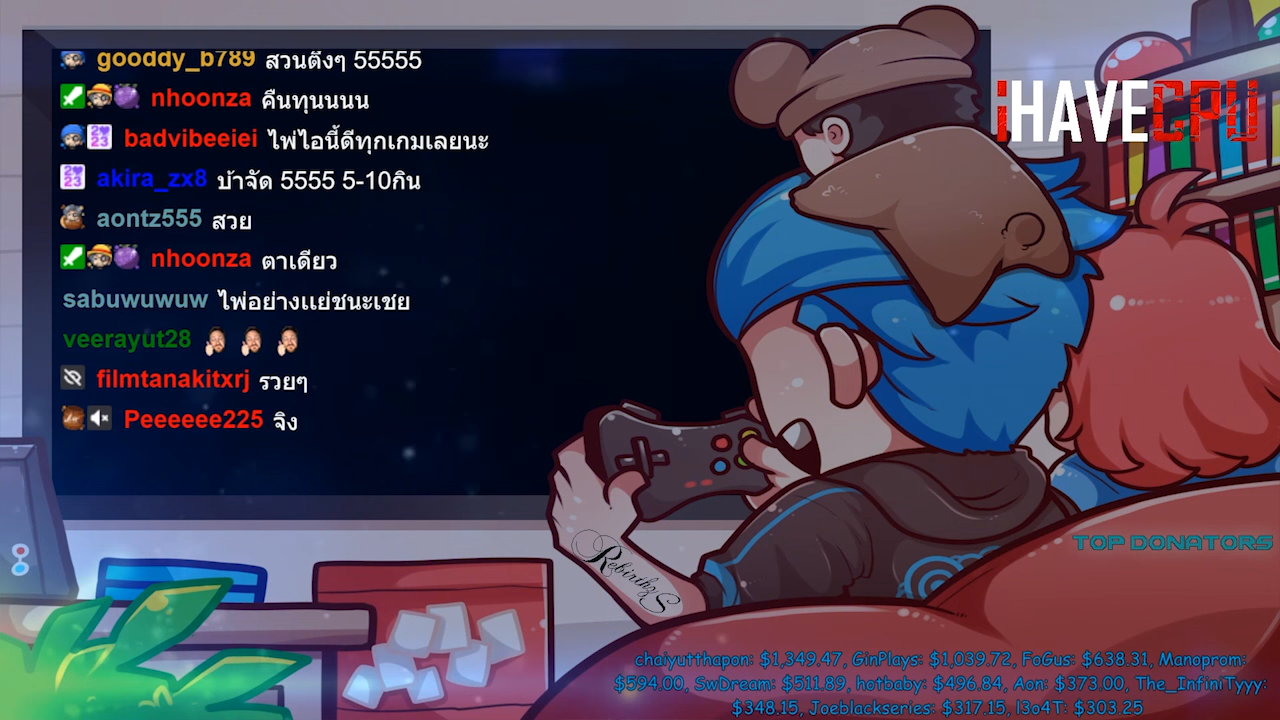 gooddy_b789 สวนตึงๆ 55555
iHAVECPU
nhoonza คืนทุนนนน
badvibeeiei ไพ่ไอนี้ดีทุกเกมเลยนะ
akira_zx8 บ้าจัด 5555 5-10กิน
aontz555 สวย
nhoonza ตาเดียว
sabuwuwuw ไพ่อย่างเเย่ชนะเชย
veerayut28
filmtanakitxrj รวยๆ
Peeeeee225 จิง
TOP DONATORS
RebirthzS
chaiyutthapon: $1,349.47, GinPlays: $1,039.72, FoGus: $638.31, Manoprom:
$594.00, SwDream: $511.89, hotbaby: $496.84, Aon: $373.00, The_InfiniTyyy:
$348.15, Joeblackseries: $317.15, l3o4T: $303.25